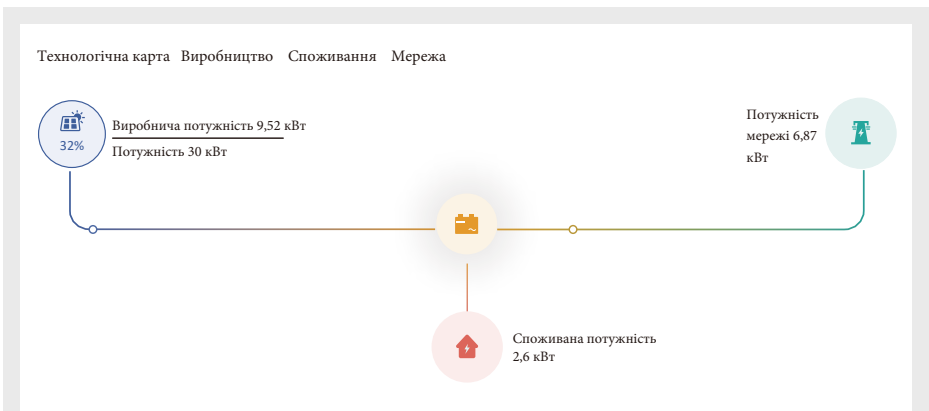 Технологічна карта Виробництво Споживання Мережа
32%
Виробнича потужність 9,52 кВт
Потужність 30 кВт
Потужність
мережі 6,87
кВт
Споживана потужність
2,6 кВт